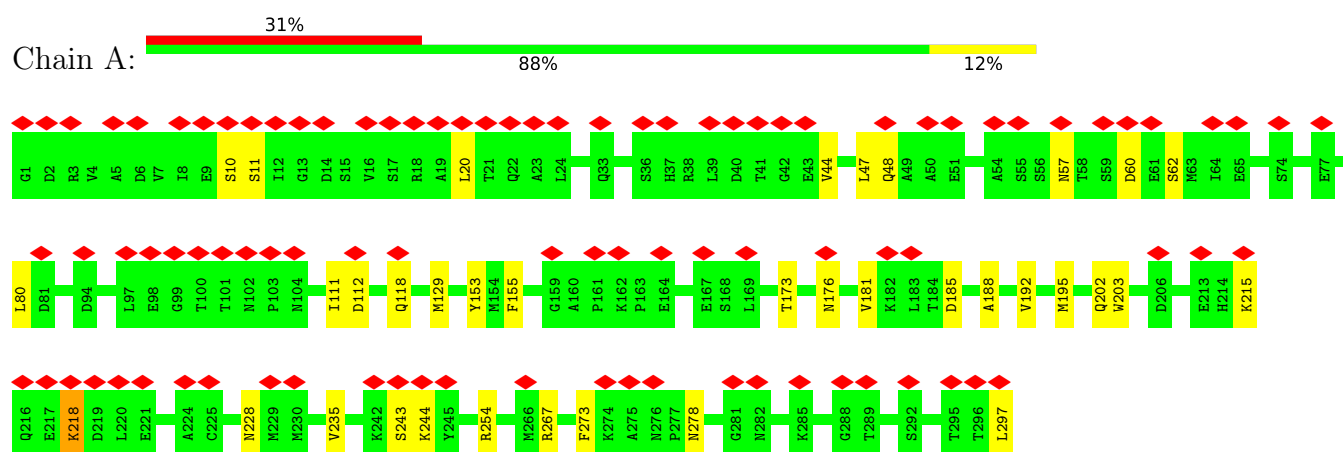 31%
Chain A:
88% 12%
G1 D2 R3 V4 A5 D6 V7 I8 E9 S10 S11 I12 G13 D14 S15 V16 S17 R18 A19 L20 T21 Q22 A23 L24 Q33 S36 H37 R38 L39 D40 T41 G42 E43 V44 L47 Q48 A49 A50 E51 A54 S55 S56 N57 T58 S59 D60 E61 S62 M63 I64 E65 S74 E77
L80 D81 D94 L97 E98 G99 T100 T101 N102 P103 N104 I111 D112 Q118 M129 Y153 M154 F155 G159 A160 P161 K162 P163 E164 E167 S168 L169 T173 N176 V181 K182 L183 T184 D185 A188 V192 M195 Q202 W203 D206 E213 H214 K215
Q216 E217 K218 D219 L220 E221 A224 C225 N228 M229 M230 V235 K242 S243 K244 Y245 R254 M266 R267 F273 K274 A275 N276 P277 N278 G281 N282 K285 G288 T289 S292 T295 T296 L297